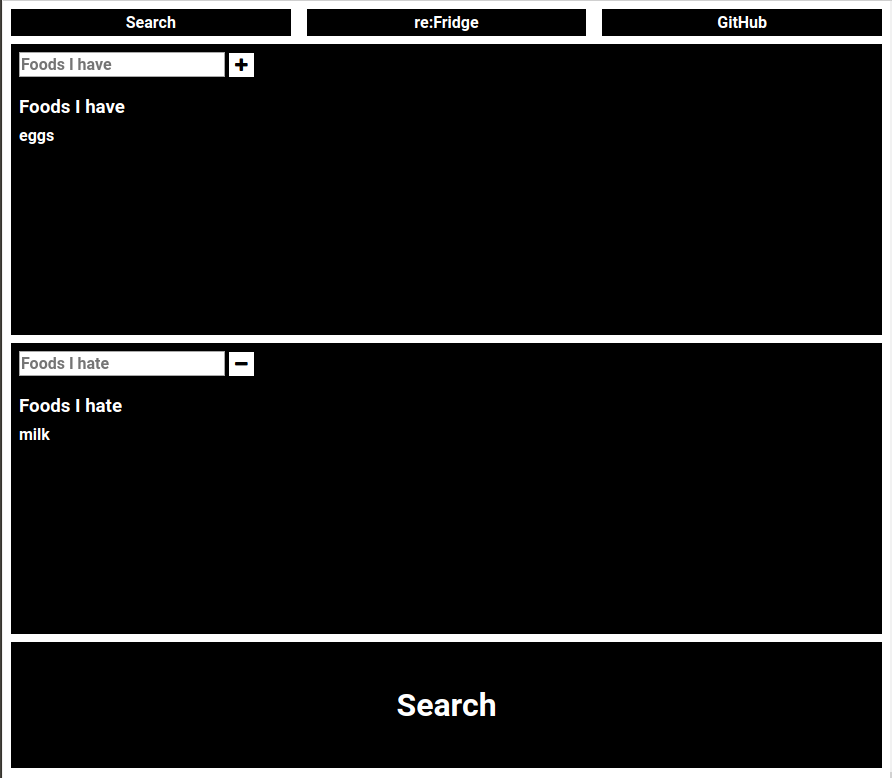 Search re:Fridge GitHub
Foods I have
Foods I have
eggs
Foods I hate
Foods I hate
milk
Search